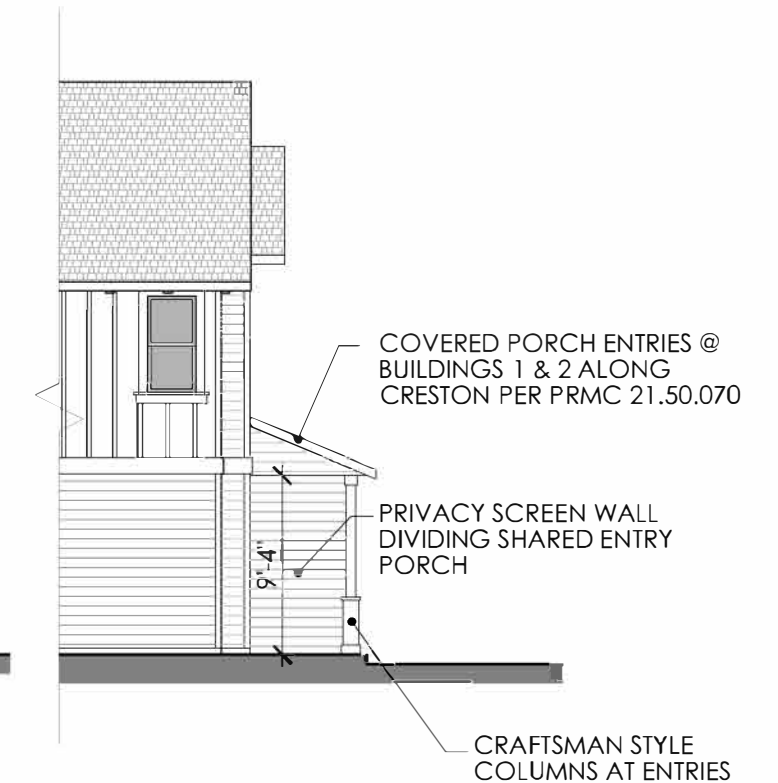 COVERED PORCH ENTRIES @
BUILDINGS 1 & 2 ALONG
CRESTON PER PRMC 21.50.070
PRIVACY SCREEN WALL
DIVIDING SHARED ENTRY
PORCH
9'-4"
CRAFTSMAN STYLE
COLUMNS AT ENTRIES